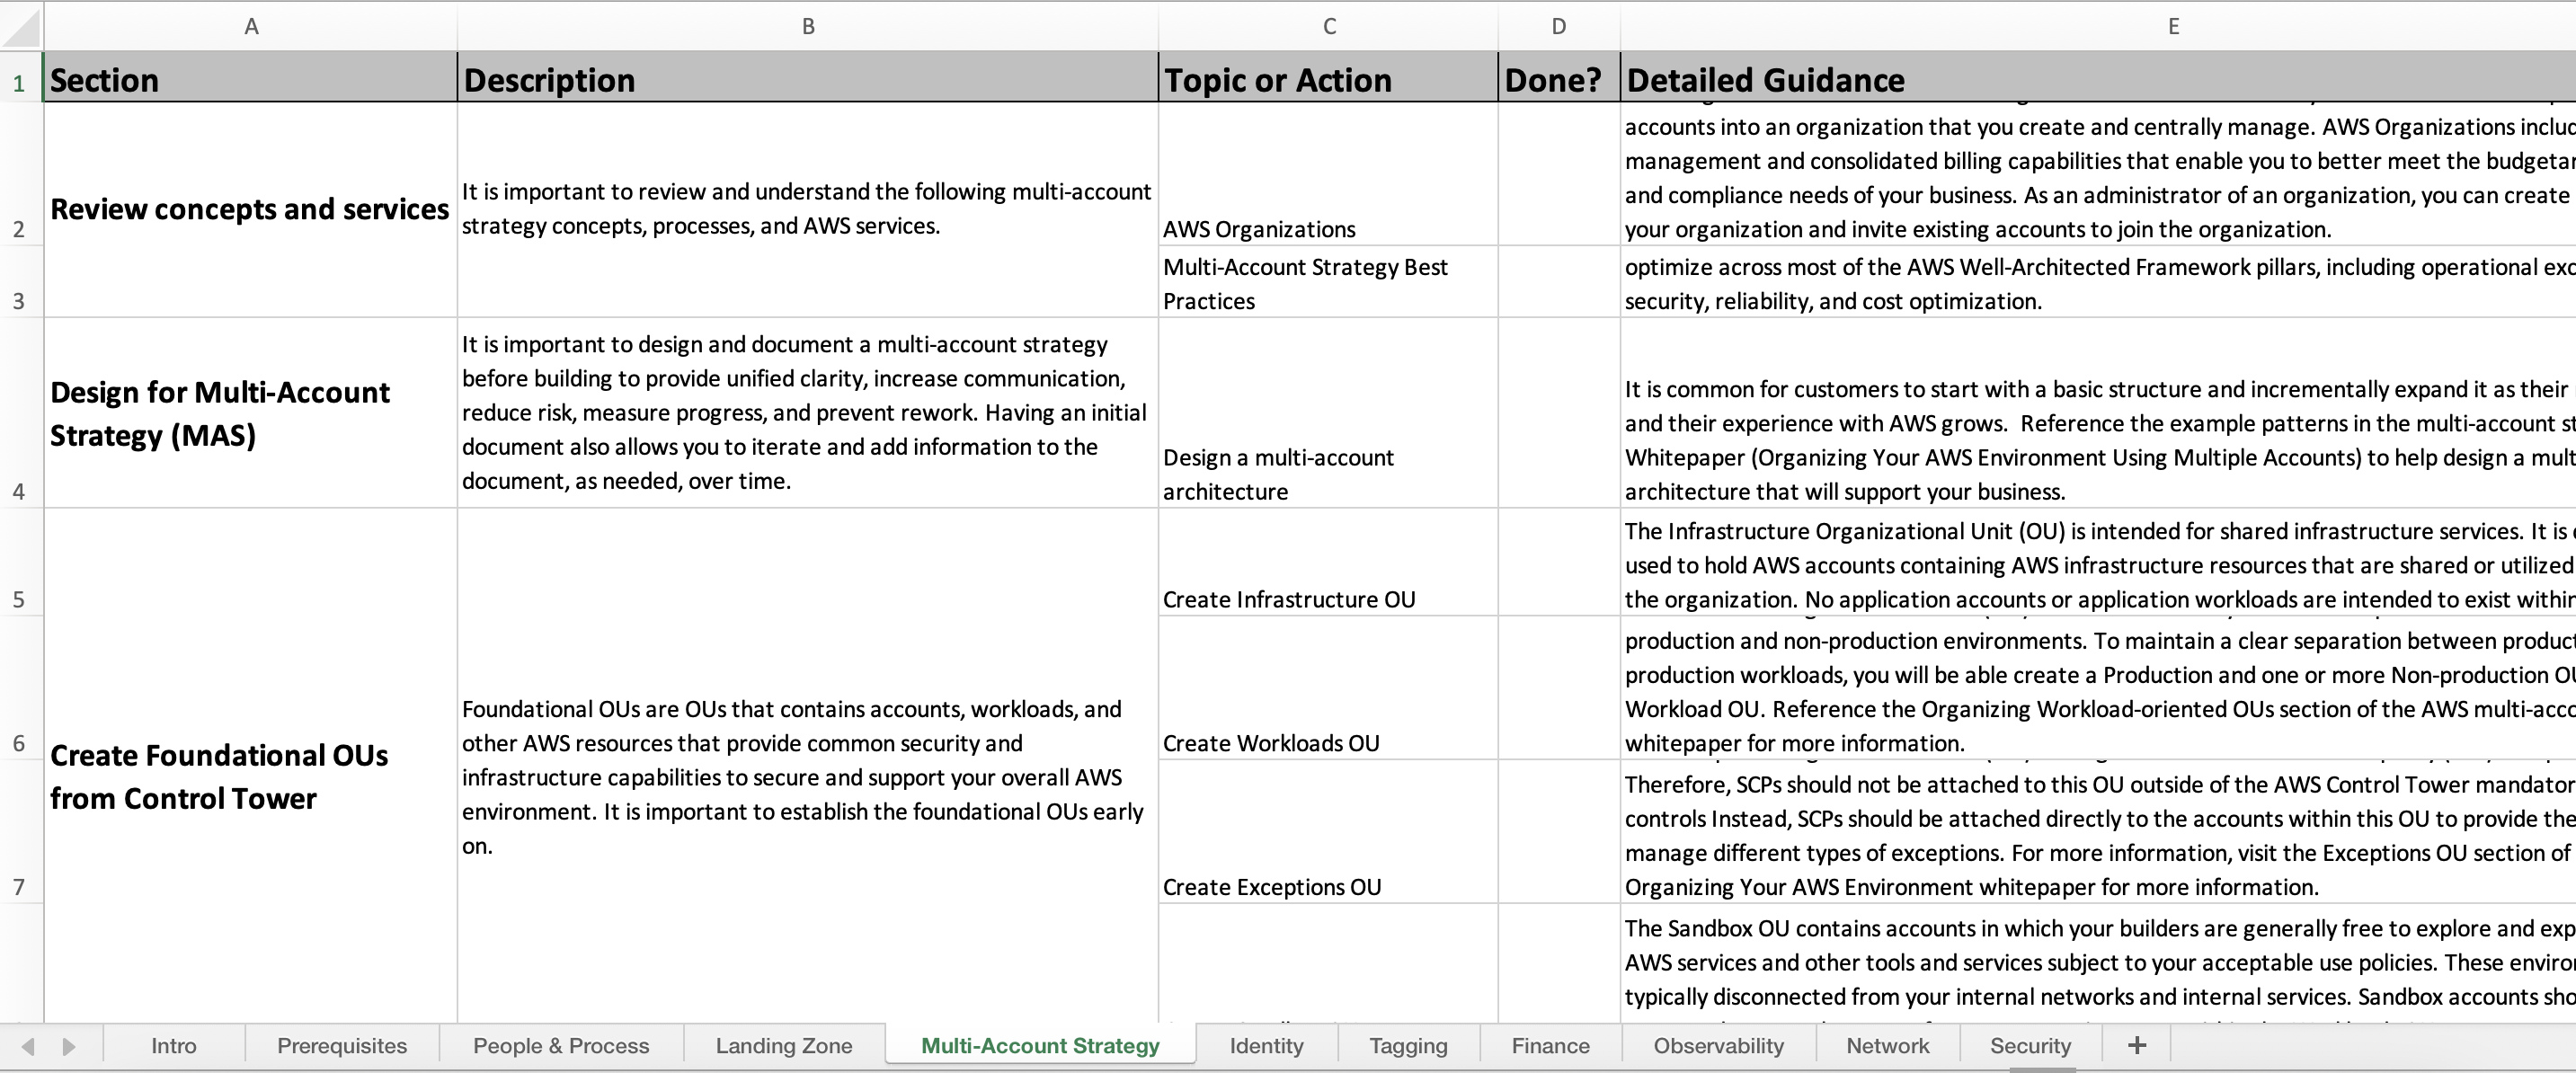 A B C D E
1 Section Description Topic or Action Done? Detailed Guidance
2
Review concepts and services
It is important to review and understand the following multi-account
strategy concepts, processes, and AWS services.
AWS Organizations
accounts into an organization that you create and centrally manage. AWS Organizations
management and consolidated billing capabilities that enable you to better meet the
and compliance needs of your business. As an administrator of an organization, you can create
your organization and invite existing accounts to join the organization.
3
Multi-Account Strategy Best
Practices
optimize across most of the AWS Well-Architected Framework pillars, including operational
security, reliability, and cost optimization.
4
Design for Multi-Account
Strategy (MAS)
It is important to design and document a multi-account strategy
before building to provide unified clarity, increase communication,
reduce risk, measure progress, and prevent rework. Having an initial
document also allows you to iterate and add information to the
document, as needed, over time.
Design a multi-account
architecture
It is common for customers to start with a basic structure and incrementally expand it as their
and their experience with AWS grows. Reference the example patterns in the multi-account
Whitepaper (Organizing Your AWS Environment Using Multiple Accounts) to help design a
architecture that will support your business.
Create Foundational OUs
from Control Tower
Foundational OUs are OUs that contains accounts, workloads, and
other AWS resources that provide common security and
infrastructure capabilities to secure and support your overall AWS
environment. It is important to establish the foundational OUs early
on.
5
Create Infrastructure OU
The Infrastructure Organizational Unit (OU) is intended for shared infrastructure services. It is
used to hold AWS accounts containing AWS infrastructure resources that are shared or utilized
the organization. No application accounts or application workloads are intended to exist within
6
Create Workloads OU
production and non-production environments. To maintain a clear separation between
production workloads, you will be able create a Production and one or more Non-production
Workload OU. Reference the Organizing Workload-oriented OUs section of the AWS
whitepaper for more information.
7
Create Exceptions OU
Therefore, SCPs should not be attached to this OU outside of the AWS Control Tower
controls Instead, SCPs should be attached directly to the accounts within this OU to provide the
manage different types of exceptions. For more information, visit the Exceptions OU section of
Organizing Your AWS Environment whitepaper for more information.
The Sandbox OU contains accounts in which your builders are generally free to explore and
AWS services and other tools and services subject to your acceptable use policies. These
typically disconnected from your internal networks and internal services. Sandbox accounts
Intro Prerequisites People & Process Landing Zone Multi-Account Strategy Identity Tagging Finance Observability Network Security +